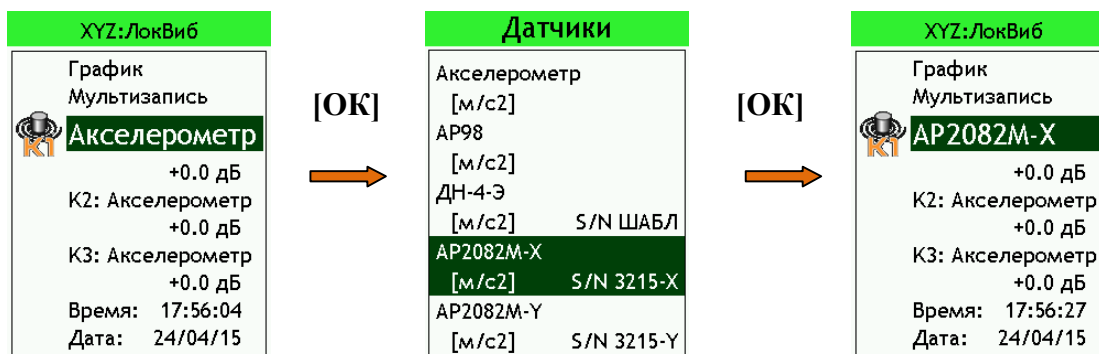 XYZ:ЛокВиб
График
Мультизапись
К1
Акселерометр
+0.0 дБ
К2: Акселерометр
+0.0 дБ
К3: Акселерометр
+0.0 дБ
Время: 17:56:04
Дата: 24/04/15
[ОК]
Датчики
Акселерометр
[м/с2]
АР98
[м/с2]
ДН-4-Э
[м/с2] S/N ШАБЛ
АР2082М-X
[м/с2] S/N 3215-X
АР2082М-Y
[м/с2] S/N 3215-Y
[ОК]
XYZ:ЛокВиб
График
Мультизапись
К1
АР2082М-X
+0.0 дБ
К2: Акселерометр
+0.0 дБ
К3: Акселерометр
+0.0 дБ
Время: 17:56:27
Дата: 24/04/15